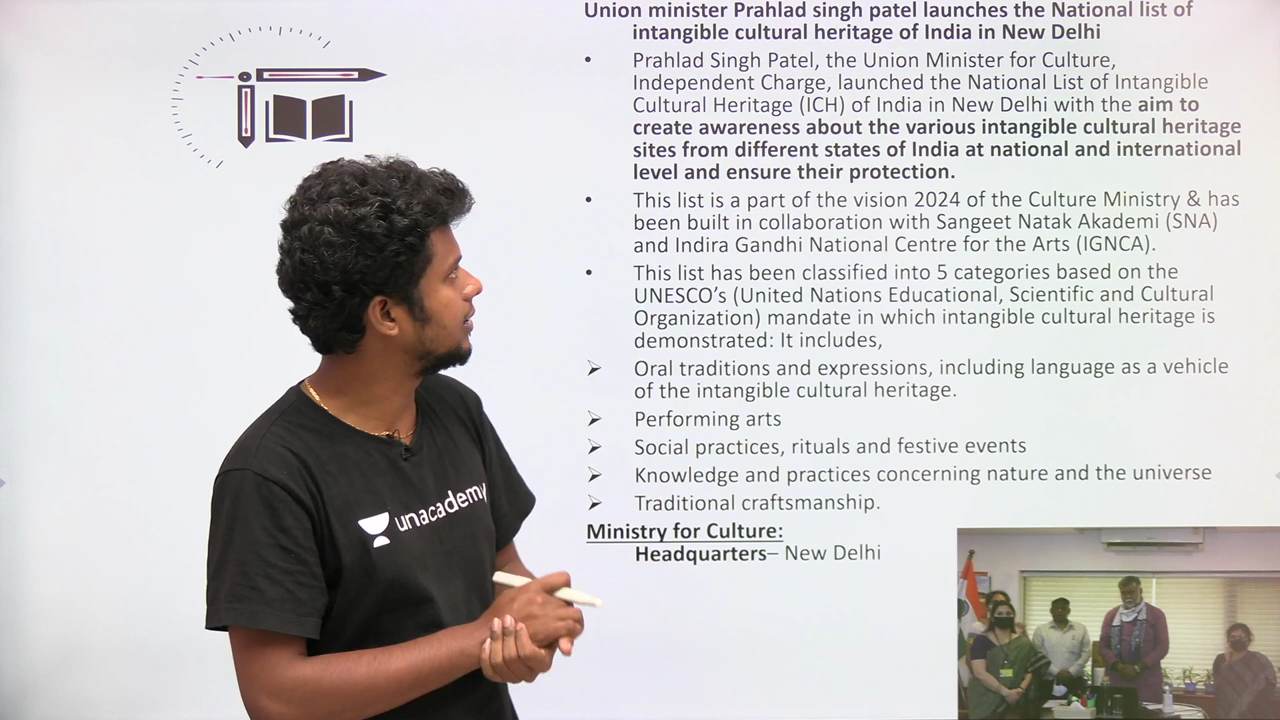 Union minister Prahlad singh patel launches the National list of
intangible cultural heritage of India in New Delhi
• Prahlad Singh Patel, the Union Minister for Culture,
Independent Charge, launched the National List of Intangible
Cultural Heritage (ICH) of India in New Delhi with the aim to
create awareness about the various intangible cultural heritage
sites from different states of India at national and international
level and ensure their protection.
• This list is a part of the vision 2024 of the Culture Ministry & has
been built in collaboration with Sangeet Natak Akademi (SNA)
and Indira Gandhi National Centre for the Arts (IGNCA).
• This list has been classified into 5 categories based on the
UNESCO's (United Nations Educational, Scientific and Cultural
Organization) mandate in which intangible cultural heritage is
demonstrated: It includes,
➢ Oral traditions and expressions, including language as a vehicle
of the intangible cultural heritage.
➢ Performing arts
➢ Social practices, rituals and festive events
➢ Knowledge and practices concerning nature and the universe
➢ Traditional craftsmanship.
Ministry for Culture:
Headquarters– New Delhi
unacademy